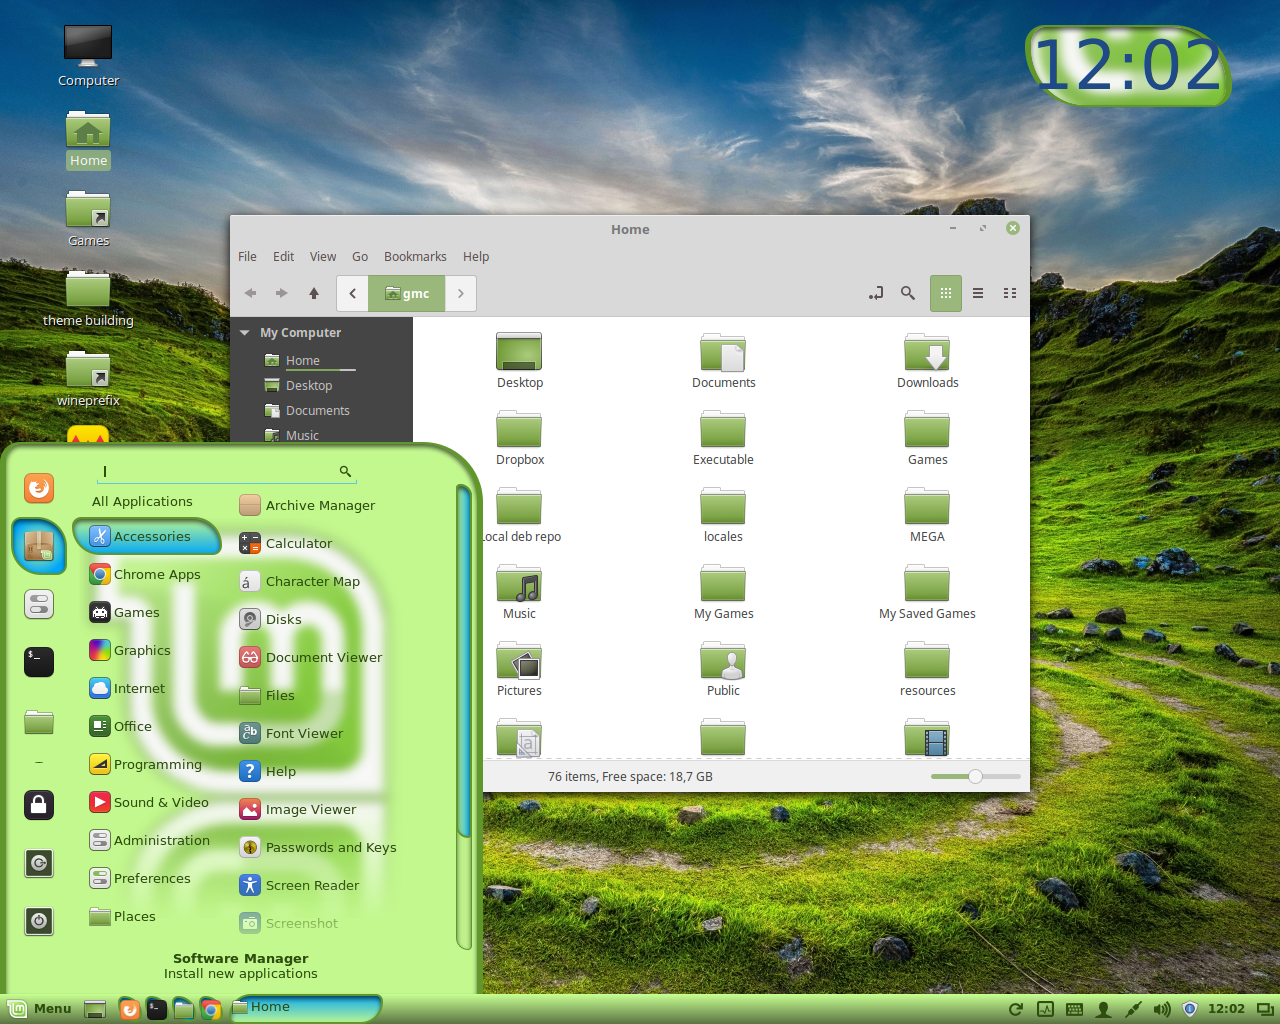 12:02
Computer
Home
Games
theme building
wineprefix
Home
File Edit View Go Bookmarks Help
gmc
My Computer
Home
Desktop
Documents
Music
Desktop Documents Downloads
Dropbox Executable Games
ocal deb repo locales MEGA
Music My Games My Saved Games
Pictures Public resources
76 items, Free space: 18,7 GB
All Applications
Accessories
Chrome Apps
Games
Graphics
Internet
Office
Programming
Sound & Video
Administration
Preferences
Places
Archive Manager
Calculator
Character Map
Disks
Document Viewer
Files
Font Viewer
Help
Image Viewer
Passwords and Keys
Screen Reader
Screenshot
Software Manager
Install new applications
Menu
Home
12:02